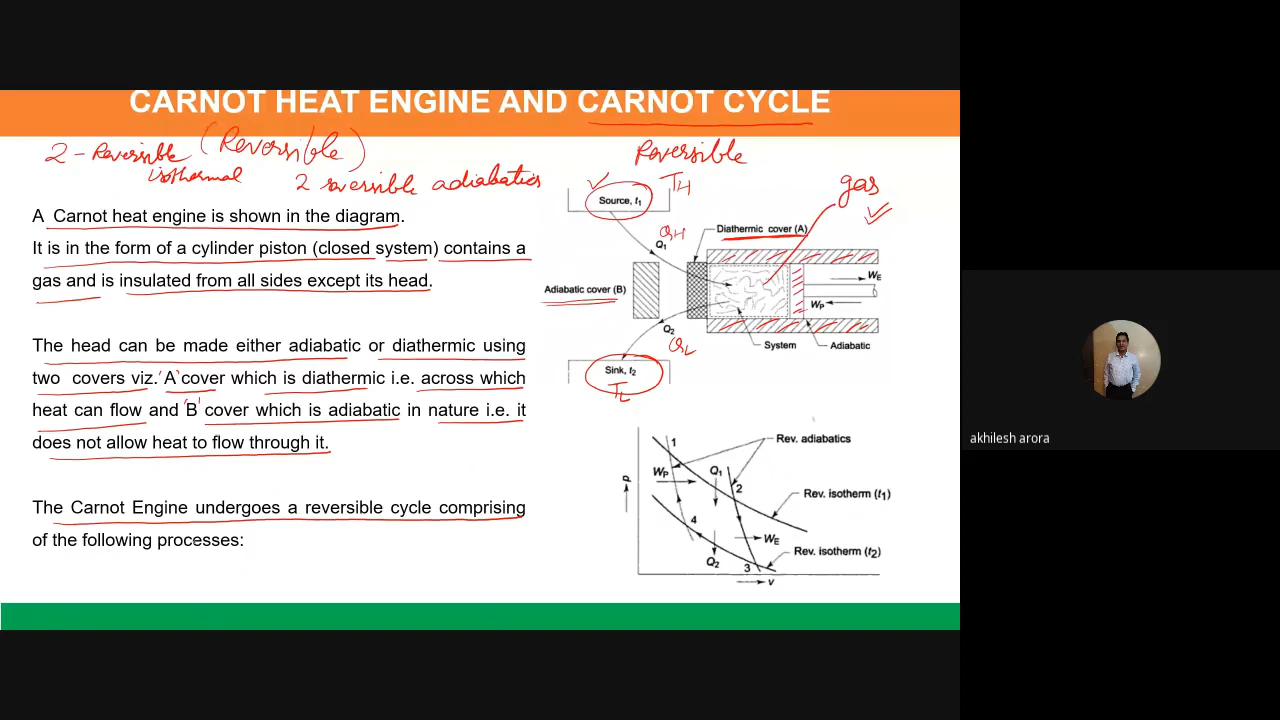 CARNOT HEAT ENGINE AND CARNOT CYCLE
2 - Reversible
isothermal
(Reversible)
2 reversible adiabatics
Reversible
A Carnot heat engine is shown in the diagram.
It is in the form of a cylinder piston (closed system) contains a
gas and is insulated from all sides except its head.
The head can be made either adiabatic or diathermic using
two covers viz. 'A' cover which is diathermic i.e. across which
heat can flow and 'B' cover which is adiabatic in nature i.e. it
does not allow heat to flow through it.
The Carnot Engine undergoes a reversible cycle comprising
of the following processes:
TH
gas
Source, t1
Diathermic cover (A)
QH
Q1
WE
Adiabatic cover (B)
WP
Q2
QL
System
Adiabatic
Sink, t2
TL
1
Rev. adiabatics
WP
Q1
2
p
Rev. isotherm (t1)
4
WE
Rev. isotherm (t2)
Q2
3
v
akhilesh arora